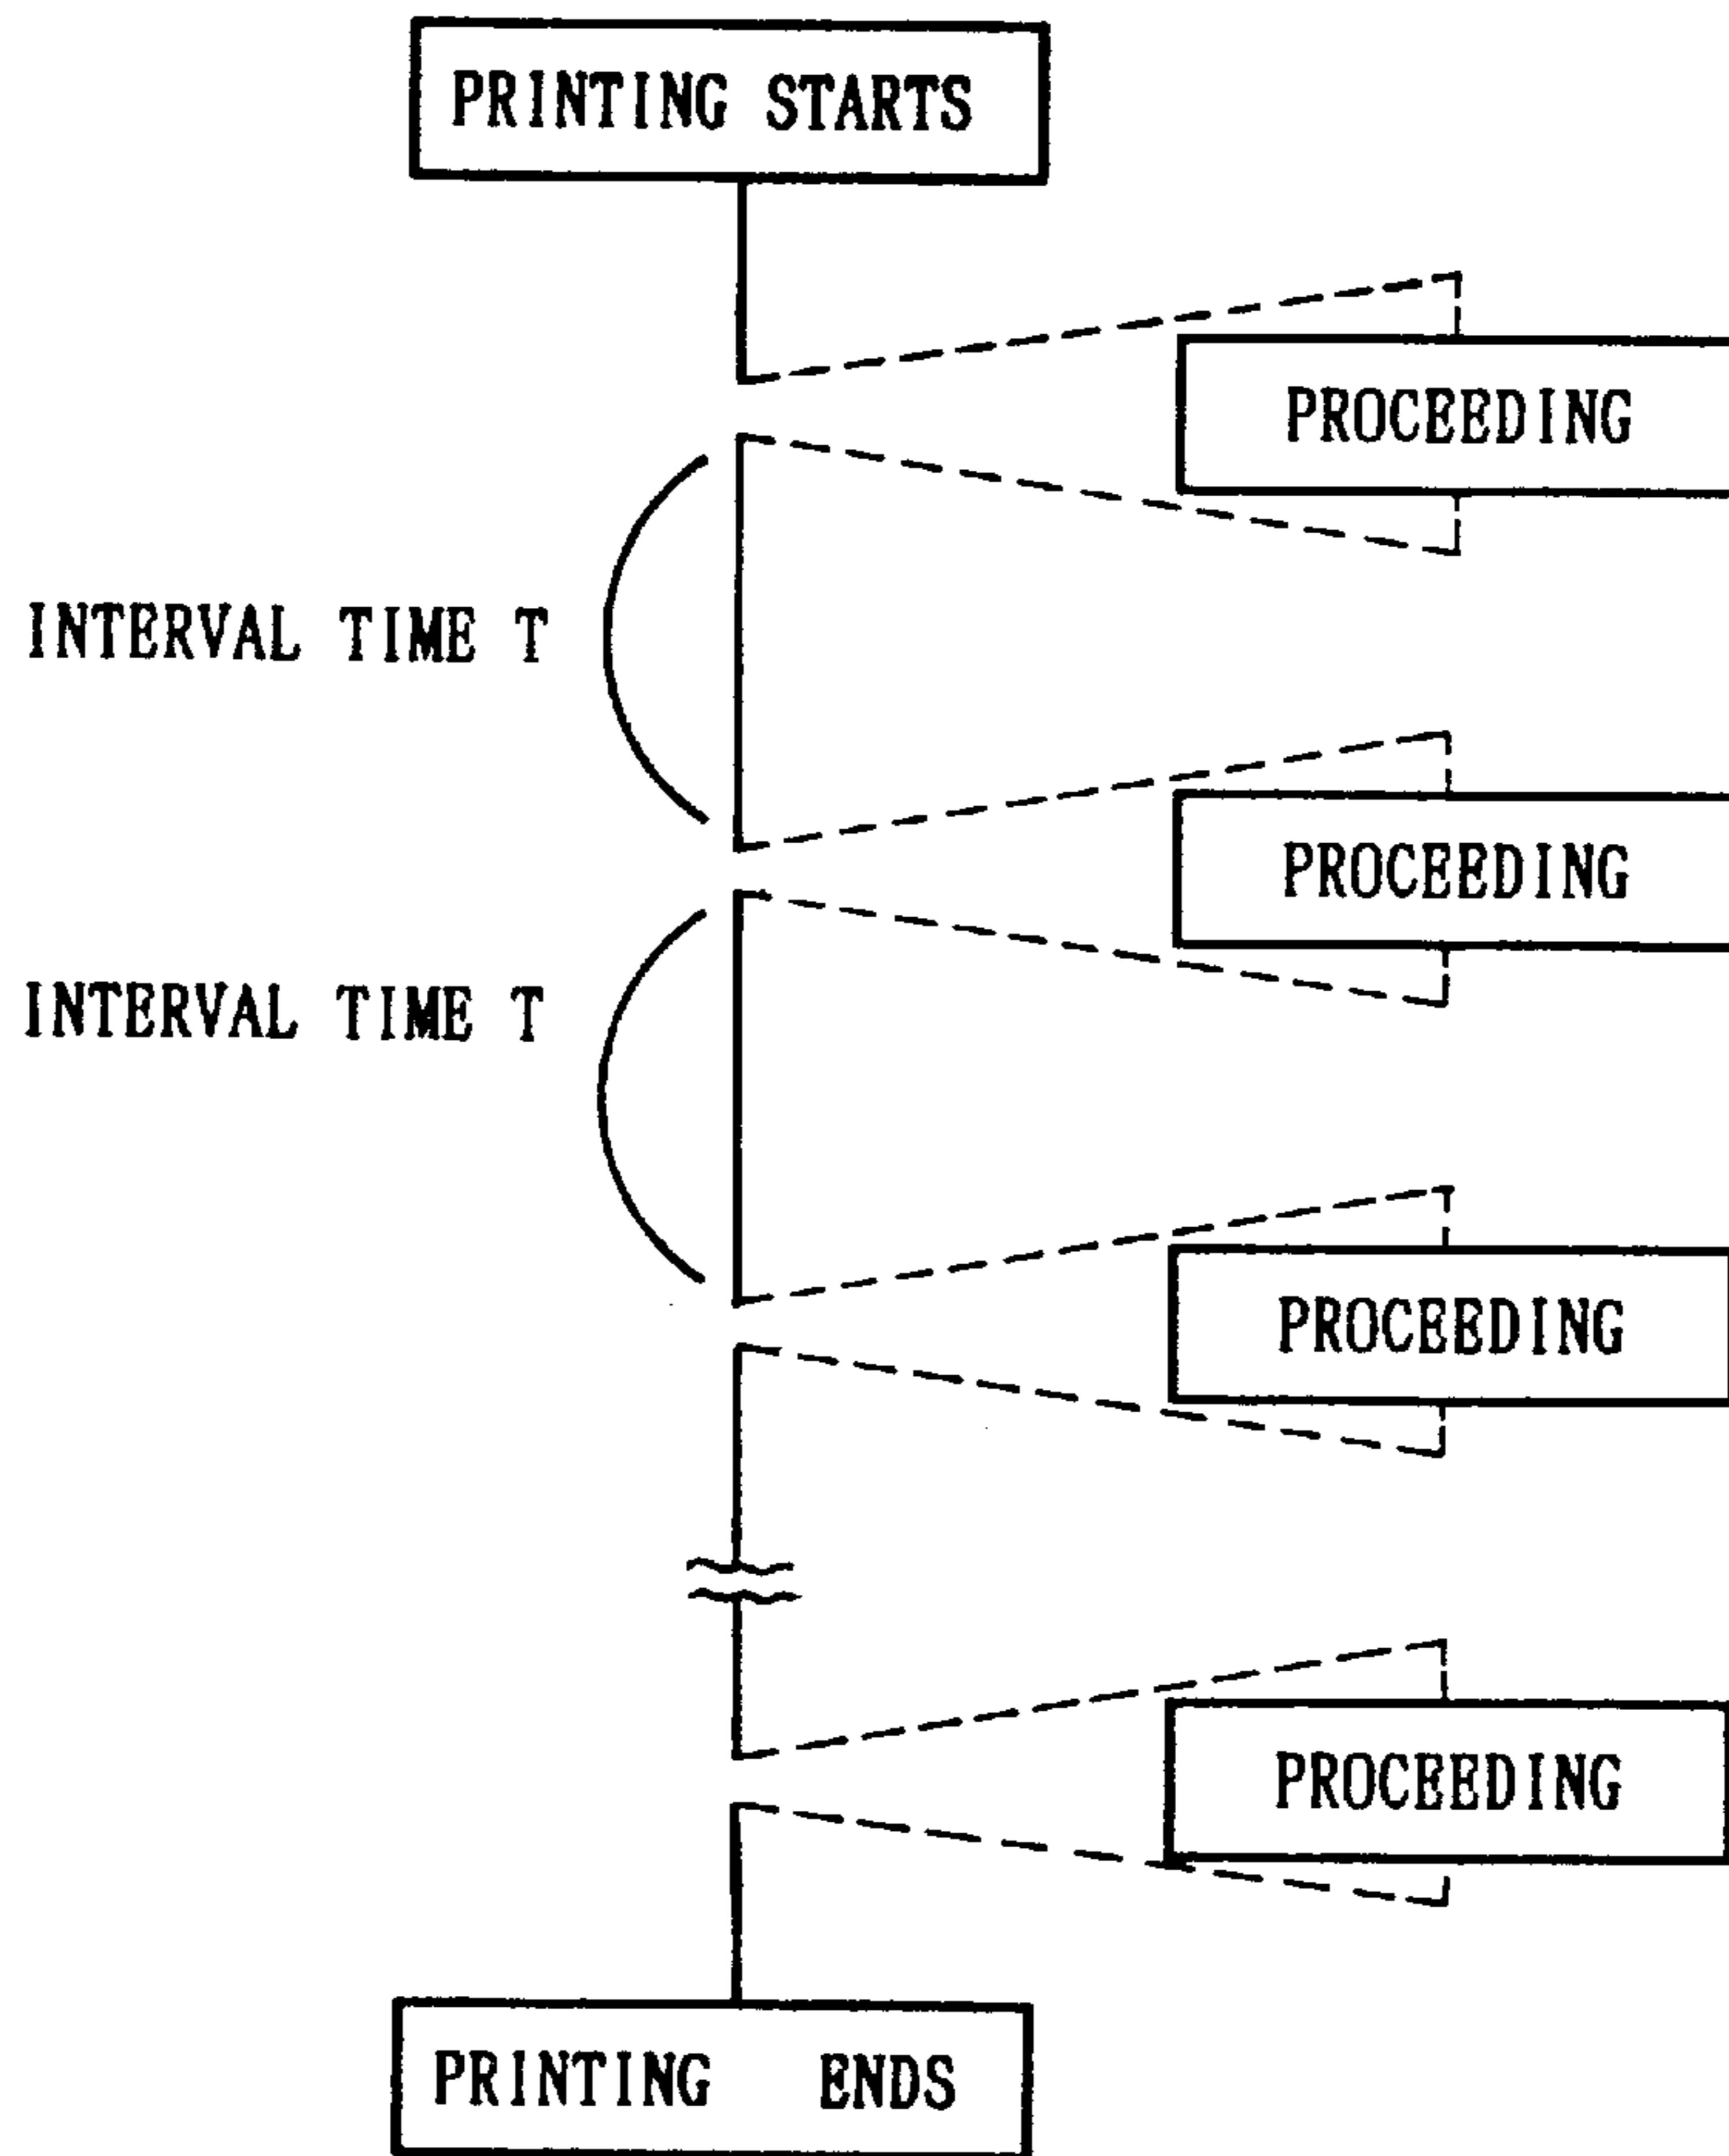 PRINTING STARTS
PROCEEDING
INTERVAL TIME T
PROCEEDING
INTERVAL TIME T
PROCEEDING
PROCEEDING
PRINTING ENDS